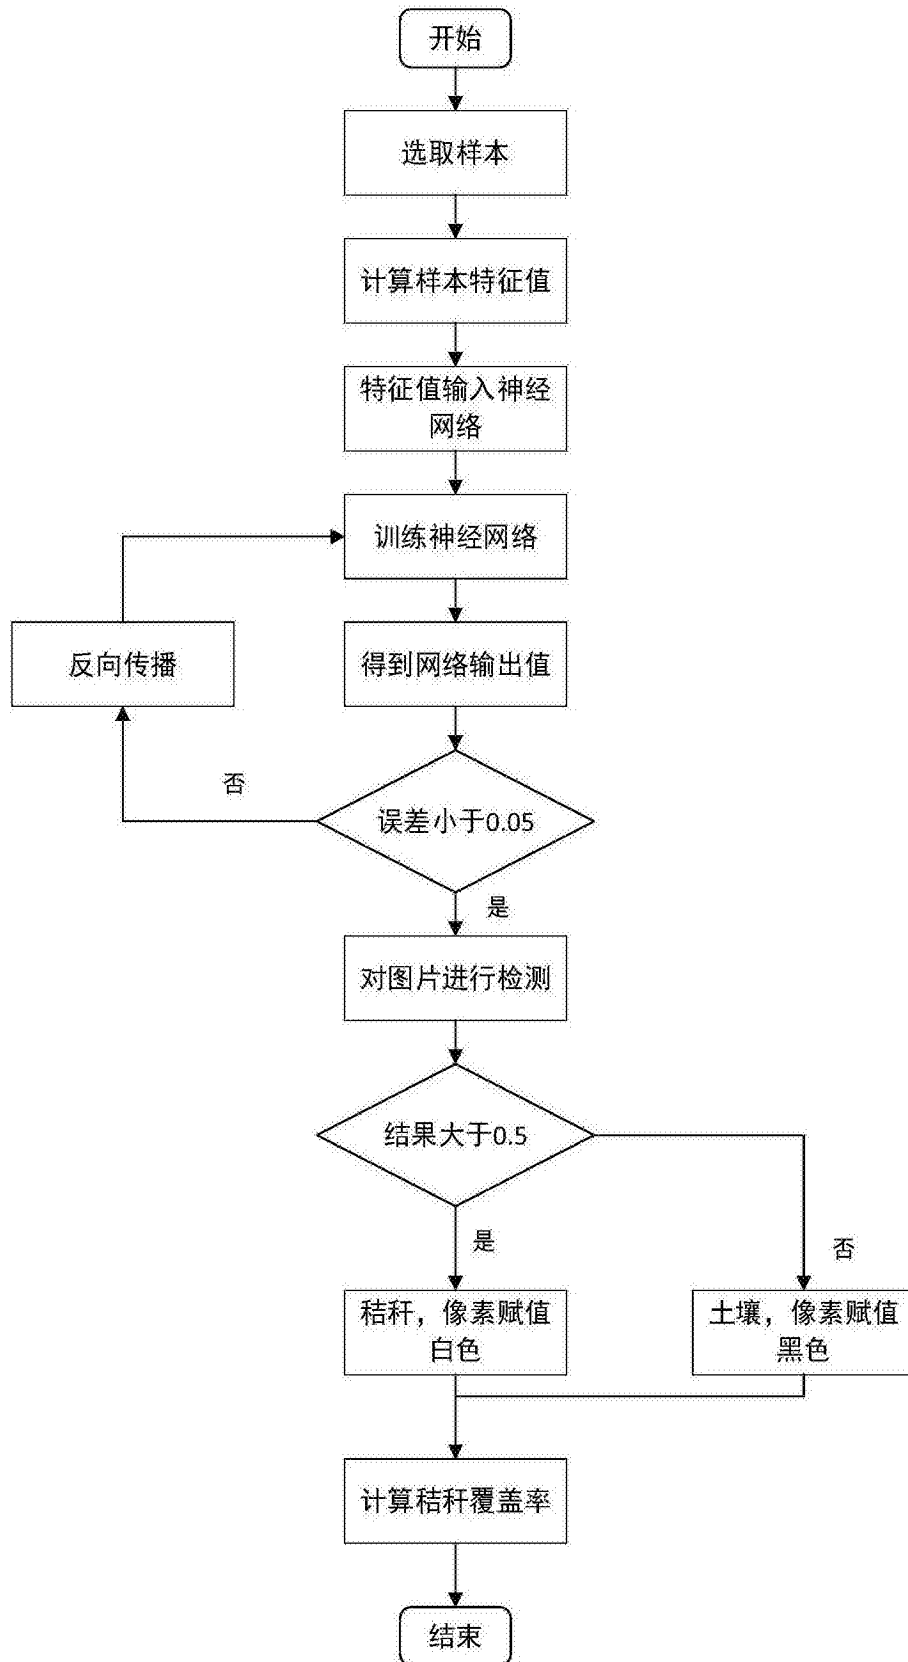 开始
选取样本
计算样本特征值
特征值输入神经
网络
训练神经网络
反向传播
得到网络输出值
否
误差小于0.05
是
对图片进行检测
结果大于0.5
是
否
秸秆，像素赋值
白色
土壤，像素赋值
黑色
计算秸秆覆盖率
结束